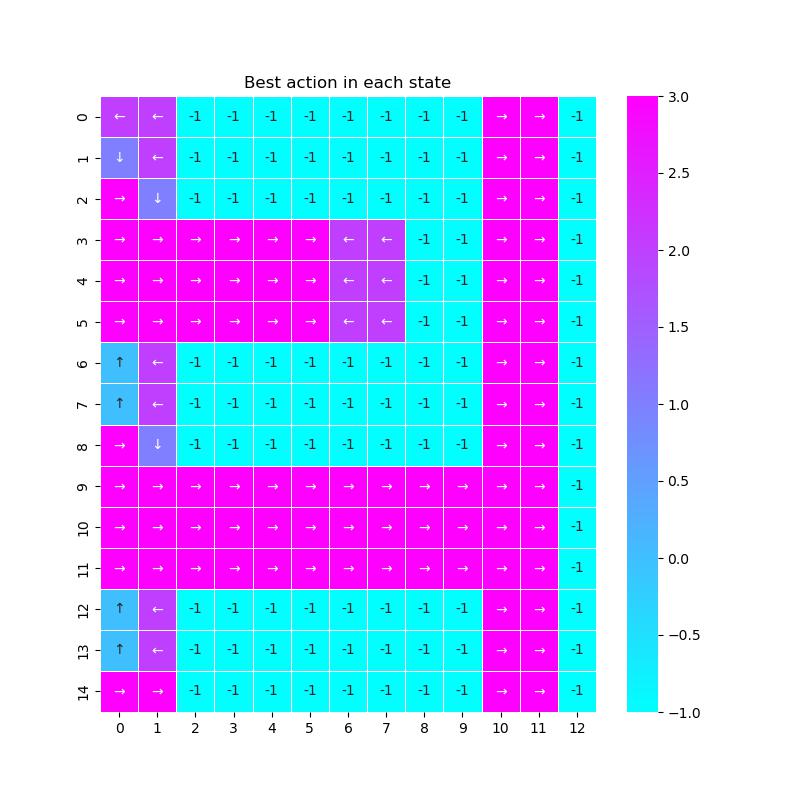 Best action in each state
0 ← ← -1 -1 -1 -1 -1 -1 -1 -1 → → -1
1 ↓ ← -1 -1 -1 -1 -1 -1 -1 -1 → → -1
2 → ↓ -1 -1 -1 -1 -1 -1 -1 -1 → → -1
3 → → → → → → ← ← -1 -1 → → -1
4 → → → → → → ← ← -1 -1 → → -1
5 → → → → → → ← ← -1 -1 → → -1
6 ↑ ← -1 -1 -1 -1 -1 -1 -1 -1 → → -1
7 ↑ ← -1 -1 -1 -1 -1 -1 -1 -1 → → -1
8 → ↓ -1 -1 -1 -1 -1 -1 -1 -1 → → -1
9 → → → → → → → → → → → → -1
10 → → → → → → → → → → → → -1
11 → → → → → → → → → → → → -1
12 ↑ ← -1 -1 -1 -1 -1 -1 -1 -1 → → -1
13 ↑ ← -1 -1 -1 -1 -1 -1 -1 -1 → → -1
14 → → -1 -1 -1 -1 -1 -1 -1 -1 → → -1
0 1 2 3 4 5 6 7 8 9 10 11 12
3.0
2.5
2.0
1.5
1.0
0.5
0.0
−0.5
−1.0